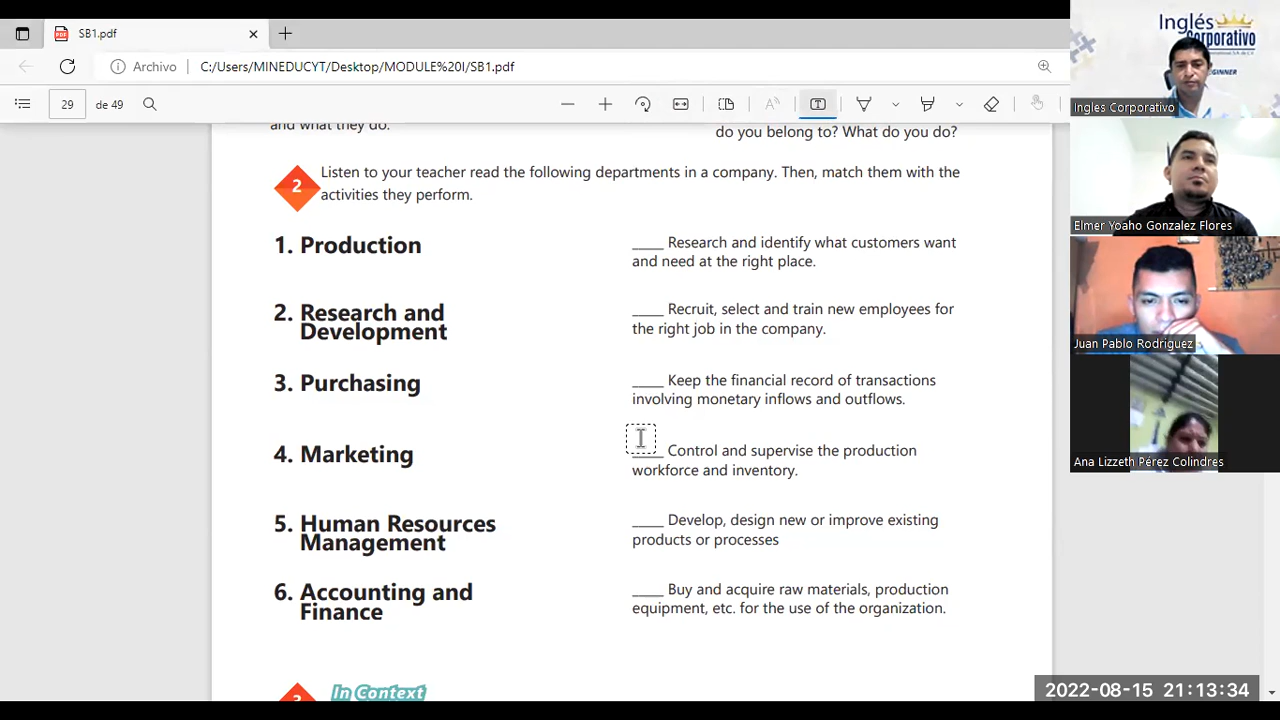 SB1.pdf
Archivo
C:/Users/MINEDUCYT/Desktop/MODULE%20I/SB1.pdf
29
de 49
and what they do.
do you belong to? What do you do?
2
Listen to your teacher read the following departments in a company. Then, match them with the
activities they perform.
1. Production
_____ Research and identify what customers want
and need at the right place.
2. Research and
Development
_____ Recruit, select and train new employees for
the right job in the company.
3. Purchasing
_____ Keep the financial record of transactions
involving monetary inflows and outflows.
4. Marketing
_____ Control and supervise the production
workforce and inventory.
5. Human Resources
Management
_____ Develop, design new or improve existing
products or processes
6. Accounting and
Finance
_____ Buy and acquire raw materials, production
equipment, etc. for the use of the organization.
3
In Context
Inglés
Corporativo
Ingles Corporativo
Elmer Yoaho Gonzalez Flores
Juan Pablo Rodriguez
Ana Lizzeth Pérez Colindres
2022-08-15 21:13:34